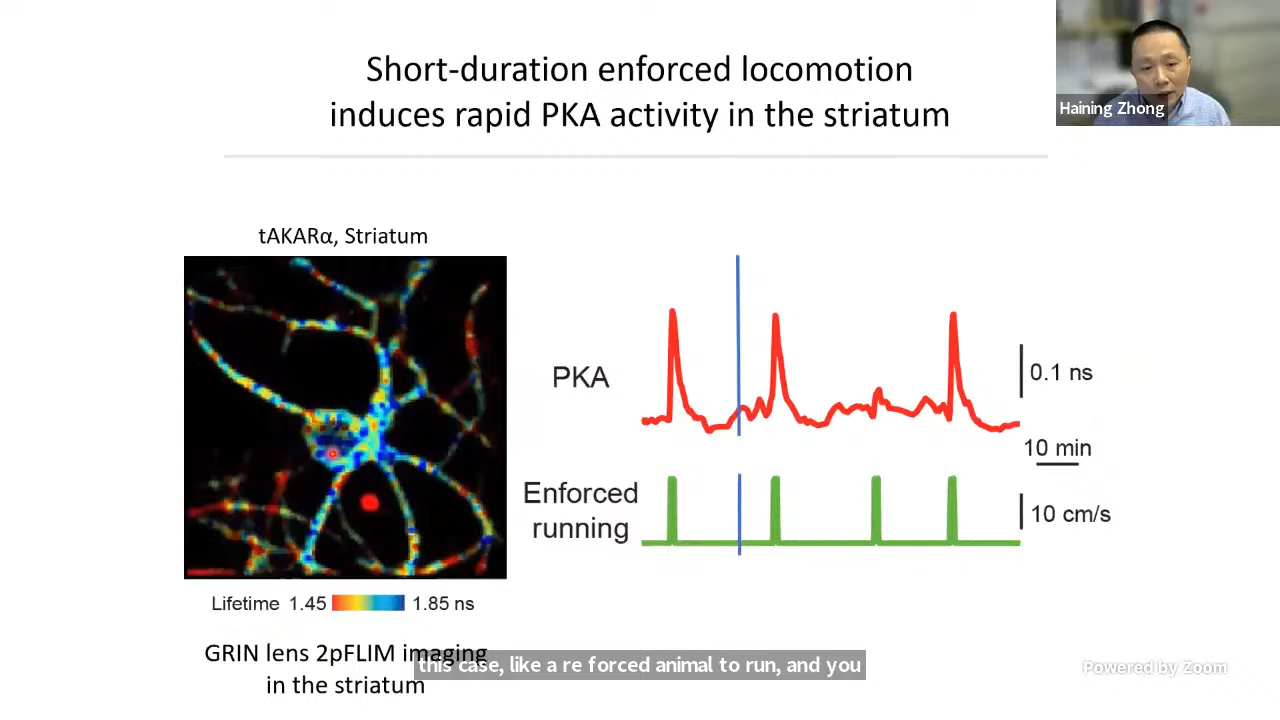 Short-duration enforced locomotion
induces rapid PKA activity in the striatum
Haining Zhong
tAKARα, Striatum
PKA
0.1 ns
10 min
Enforced
running
10 cm/s
Lifetime 1.45 1.85 ns
GRIN lens 2pFLIM imaging
in the striatum
this case, like a re forced animal to run, and you
Powered by Zoom